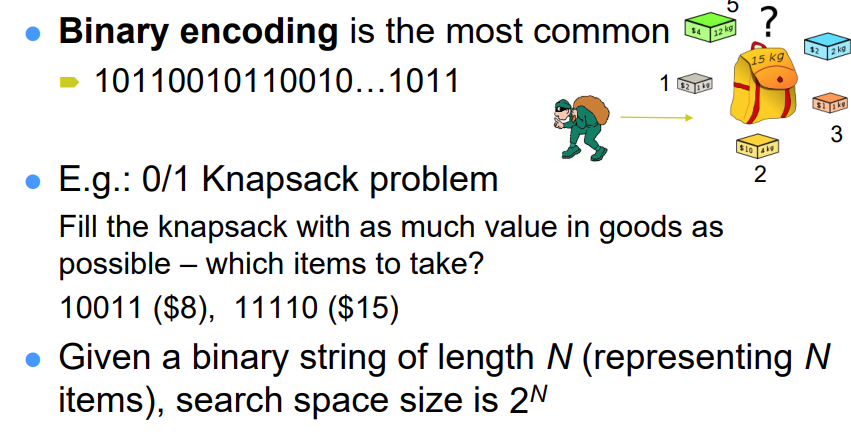 Binary encoding is the most common
10110010110010…1011
E.g.: 0/1 Knapsack problem
Fill the knapsack with as much value in goods as
possible – which items to take?
10011 ($8), 11110 ($15)
Given a binary string of length N (representing N
items), search space size is 2ᴺ
5
?
$4 12 kg
15 kg
$2 2 kg
1
$2 1 kg
$1 1 kg
3
$10 4 kg
2